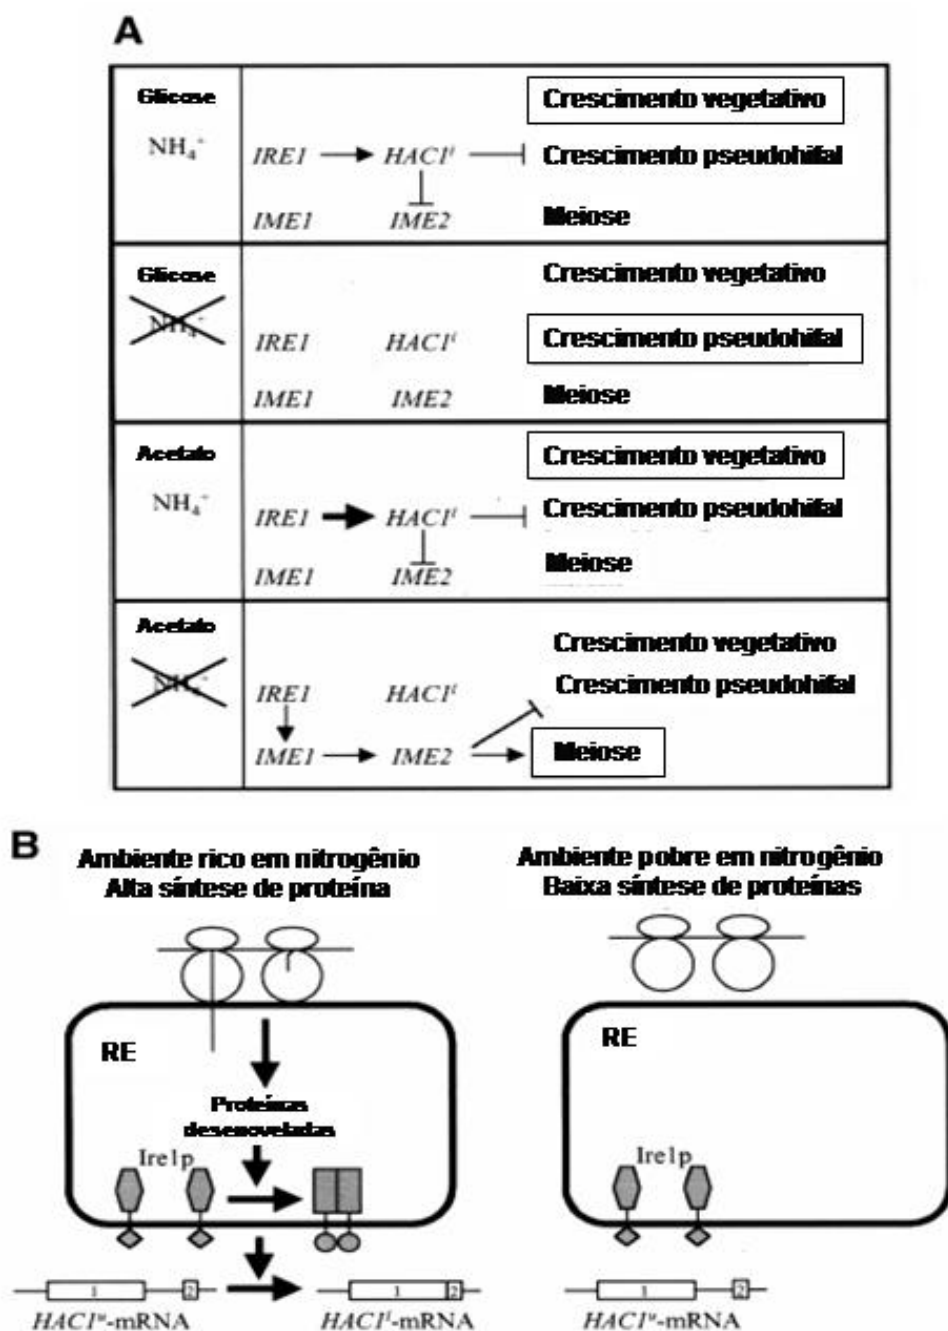 A
Glicose
Crescimento vegetativo
NH₄⁺
IRE1
HAC1ⁱ
Crescimento pseudohifal
IME1
IME2
Meiose
Glicose
Crescimento vegetativo
NH₄⁺
IRE1
HAC1ⁱ
Crescimento pseudohifal
IME1
IME2
Meiose
Acetato
Crescimento vegetativo
NH₄⁺
IRE1
HAC1ⁱ
Crescimento pseudohifal
IME1
IME2
Meiose
Acetato
Crescimento vegetativo
NH₄⁺
IRE1
HAC1ⁱ
Crescimento pseudohifal
IME1
IME2
Meiose
B
Ambiente rico em nitrogênio
Alta síntese de proteína
RE
Proteínas
desenoveladas
Ire1p
1
2
1
2
HAC1ᵘ-mRNA
HAC1ⁱ-mRNA
Ambiente pobre em nitrogênio
Baixa síntese de proteínas
RE
Ire1p
1
2
HAC1ᵘ-mRNA